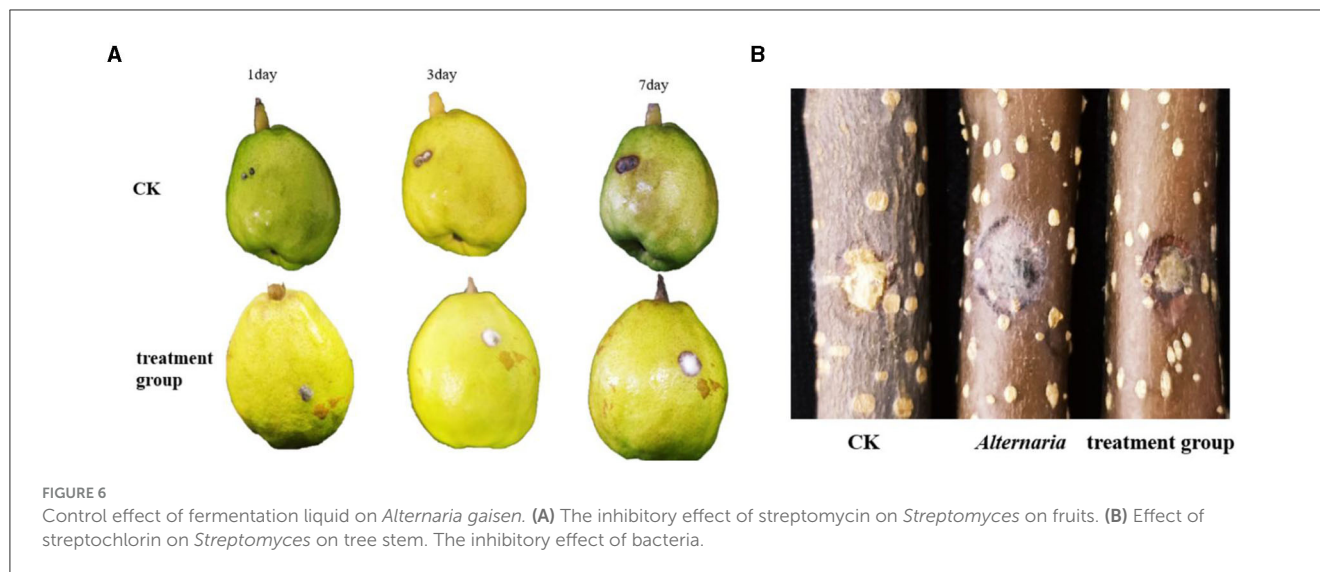 A
1day
3day
7day
CK
treatment
group
B
CK
Alternaria
treatment group
FIGURE 6
Control effect of fermentation liquid on Alternaria gaisen. (A) The inhibitory effect of streptomycin on Streptomyces on fruits. (B) Effect of
streptochlorin on Streptomyces on tree stem. The inhibitory effect of bacteria.